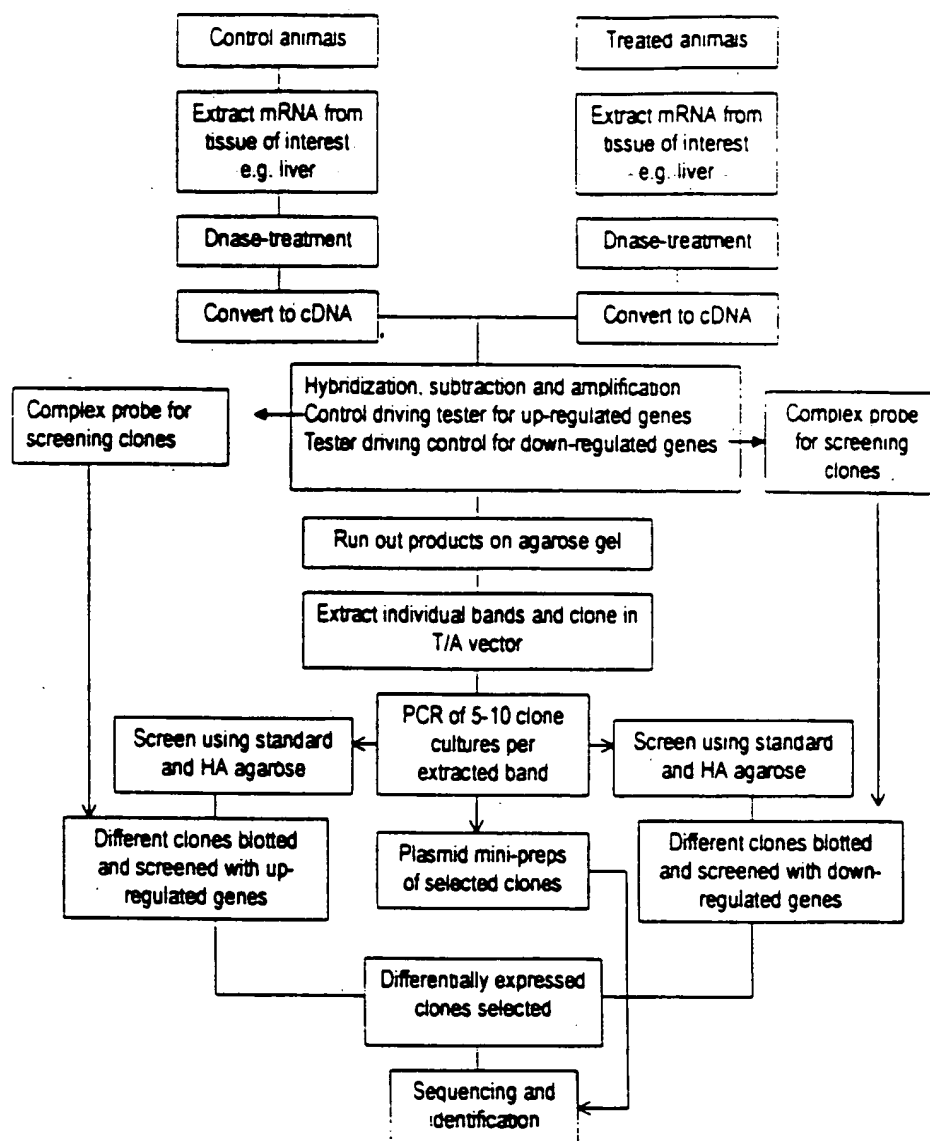 Control animals
Treated animals
Extract mRNA from
tissue of interest
e.g. liver
Extract mRNA from
tissue of interest
e.g. liver
Dnase-treatment
Dnase-treatment
Convert to cDNA
Convert to cDNA
Complex probe for
screening clones
Hybridization, subtraction and amplification
Control driving tester for up-regulated genes
Tester driving control for down-regulated genes
Complex probe
for screening
clones
Run out products on agarose gel
Extract individual bands and clone in
T/A vector
PCR of 5-10 clone
cultures per
extracted band
Screen using standard
and HA agarose
Screen using standard
and HA agarose
Different clones blotted
and screened with up-
regulated genes
Plasmid mini-preps
of selected clones
Different clones blotted
and screened with down-
regulated genes
Differentially expressed
clones selected
Sequencing and
identification